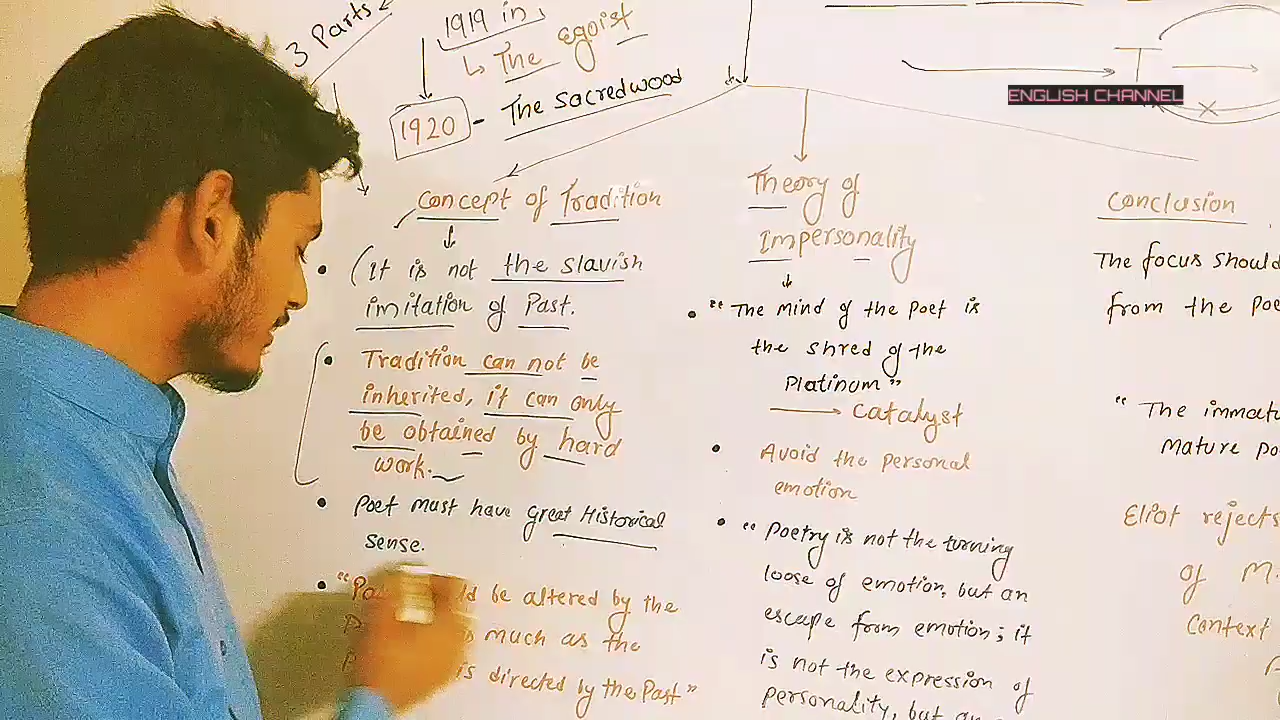 3 Parts
1919 in
The Egoist
1920 - The Sacredwood
ENGLISH CHANNEL
T
Concept of Tradition
(It is not the slavish
imitation of Past.
Tradition can not be
inherited, it can only
be obtained by hard
work.
Poet must have great Historical
sense.
be altered by the
much as the
is directed by the Past"
Theory of
Impersonality
"The mind of the Poet is
the shred of the
Platinum"
Catalyst
Avoid the personal
emotion
"Poetry is not the turning
loose of emotion, but an
escape from emotion; it
is not the expression of
personality, but an
Conclusion
The focus should
from the
"The
Mature
Eliot rejects
of
Context